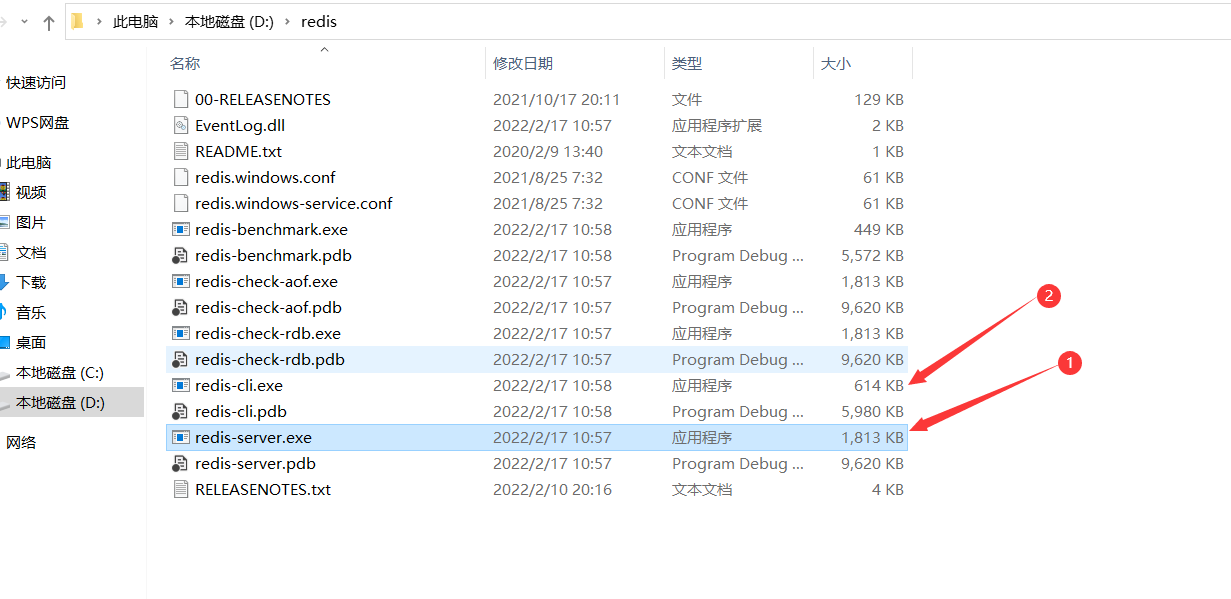 此电脑 › 本地磁盘 (D:) › redis
名称 修改日期 类型 大小
快速访问
WPS网盘
此电脑
视频
图片
文档
下载
音乐
桌面
本地磁盘 (C:)
本地磁盘 (D:)
网络
00-RELEASENOTES 2021/10/17 20:11 文件 129 KB
EventLog.dll 2022/2/17 10:57 应用程序扩展 2 KB
README.txt 2020/2/9 13:40 文本文档 1 KB
redis.windows.conf 2021/8/25 7:32 CONF 文件 61 KB
redis.windows-service.conf 2021/8/25 7:32 CONF 文件 61 KB
redis-benchmark.exe 2022/2/17 10:58 应用程序 449 KB
redis-benchmark.pdb 2022/2/17 10:58 Program Debug ... 5,572 KB
redis-check-aof.exe 2022/2/17 10:57 应用程序 1,813 KB
redis-check-aof.pdb 2022/2/17 10:57 Program Debug ... 9,620 KB
redis-check-rdb.exe 2022/2/17 10:57 应用程序 1,813 KB
redis-check-rdb.pdb 2022/2/17 10:57 Program Debug ... 9,620 KB
redis-cli.exe 2022/2/17 10:58 应用程序 614 KB
redis-cli.pdb 2022/2/17 10:58 Program Debug ... 5,980 KB
redis-server.exe 2022/2/17 10:57 应用程序 1,813 KB
redis-server.pdb 2022/2/17 10:57 Program Debug ... 9,620 KB
RELEASENOTES.txt 2022/2/10 20:16 文本文档 4 KB
2
1